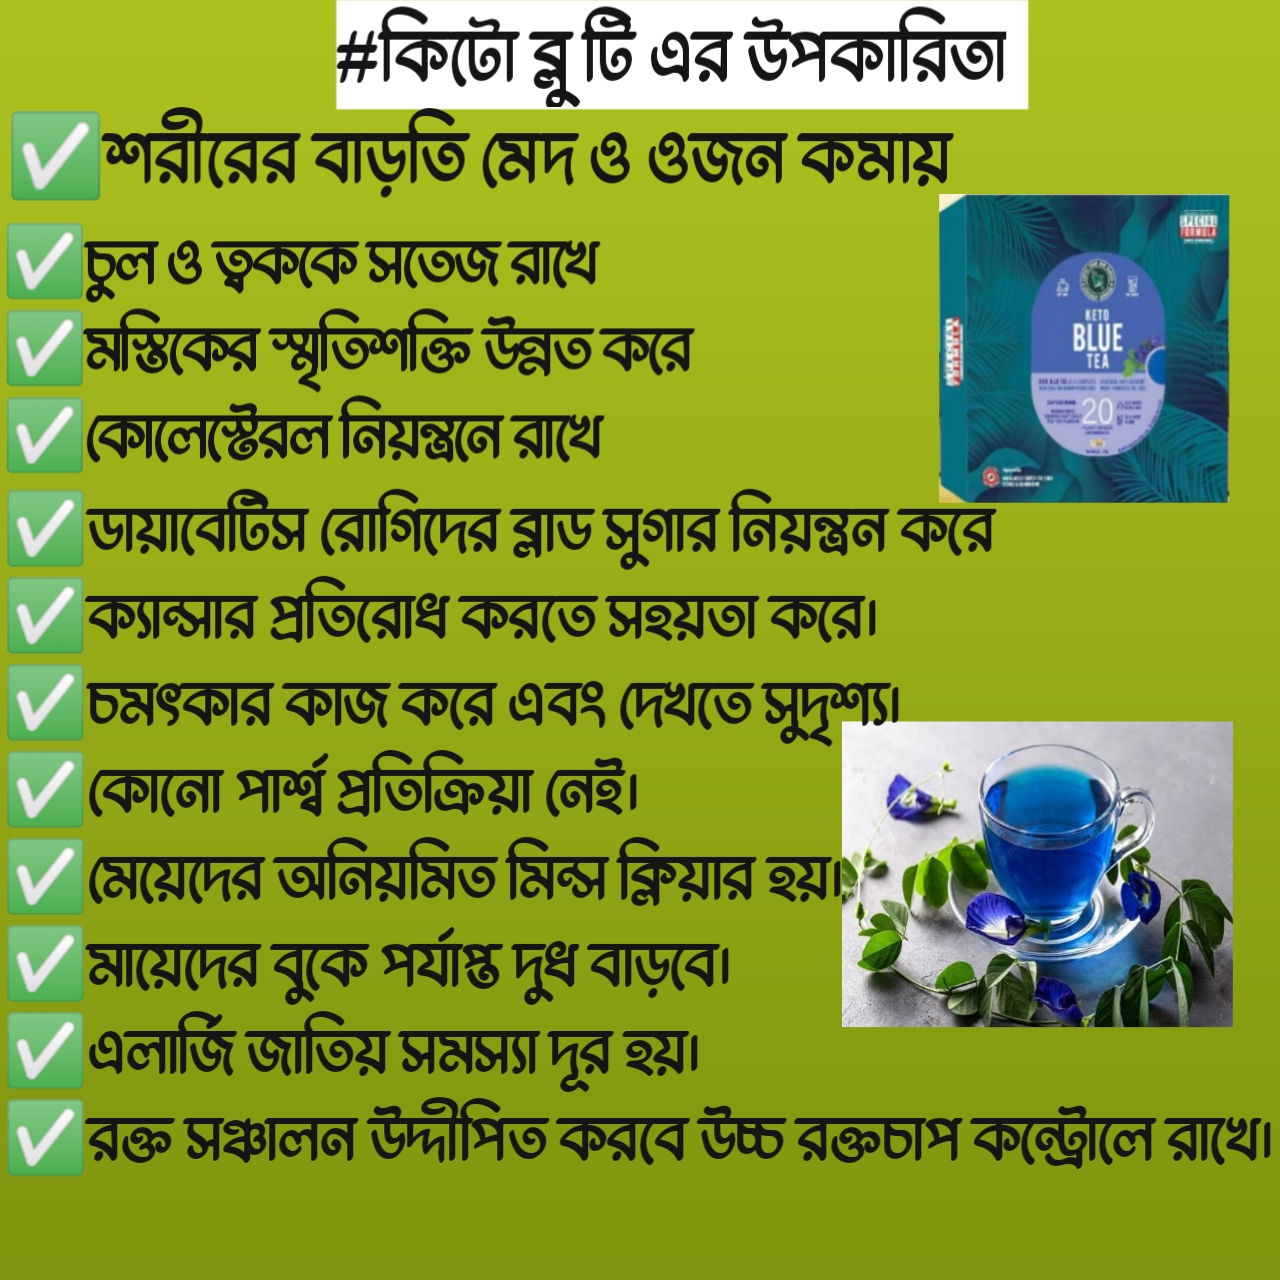 #কিটো ব্লু টি এর উপকারিতা
✅শরীরের বাড়তি মেদ ও ওজন কমায়
✅চুল ও ত্বককে সতেজ রাখে
✅মস্তিকের স্মৃতিশক্তি উন্নত করে
✅কোলেস্টেরল নিয়ন্ত্রনে রাখে
✅ডায়াবেটিস রোগিদের ব্লাড সুগার নিয়ন্ত্রন করে
✅ক্যান্সার প্রতিরোধ করতে সহয়তা করে।
✅চমৎকার কাজ করে এবং দেখতে সুদৃশ্য।
✅কোনো পার্শ্ব প্রতিক্রিয়া নেই।
✅মেয়েদের অনিয়মিত মিন্স ক্লিয়ার হয়।
✅মায়েদের বুকে পর্যাপ্ত দুধ বাড়বে।
✅এলার্জি জাতিয় সমস্যা দূর হয়।
✅রক্ত সঞ্চালন উদ্দীপিত করবে উচ্চ রক্তচাপ কন্ট্রোলে রাখে।
SPECIAL
FORMULA
KETO
BLUE
TEA
20
SPECIAL
FORMULA